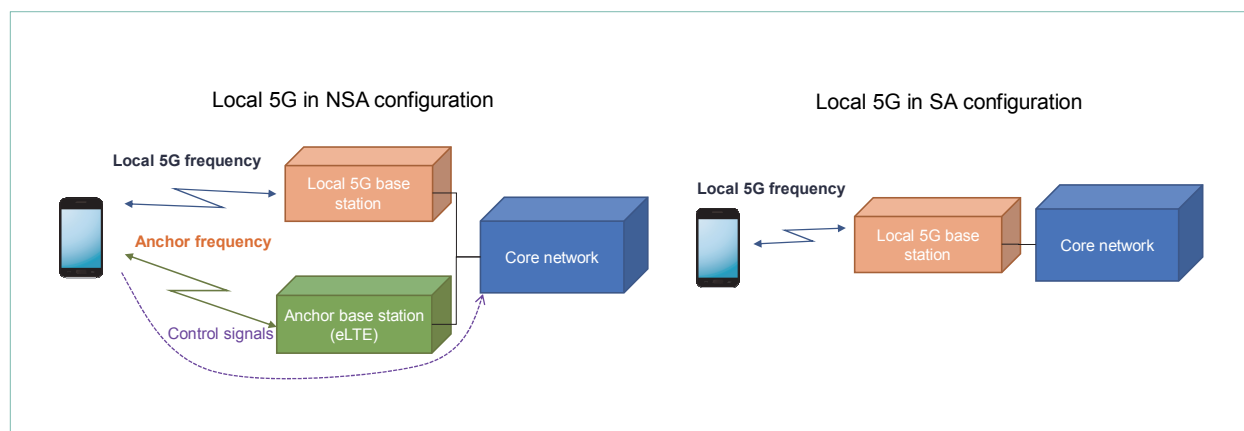 Local 5G in NSA configuration
Local 5G frequency
Local 5G base
station
Anchor frequency
Core network
Anchor base station
(eLTE)
Control signals
Local 5G in SA configuration
Local 5G frequency
Local 5G base
station
Core network